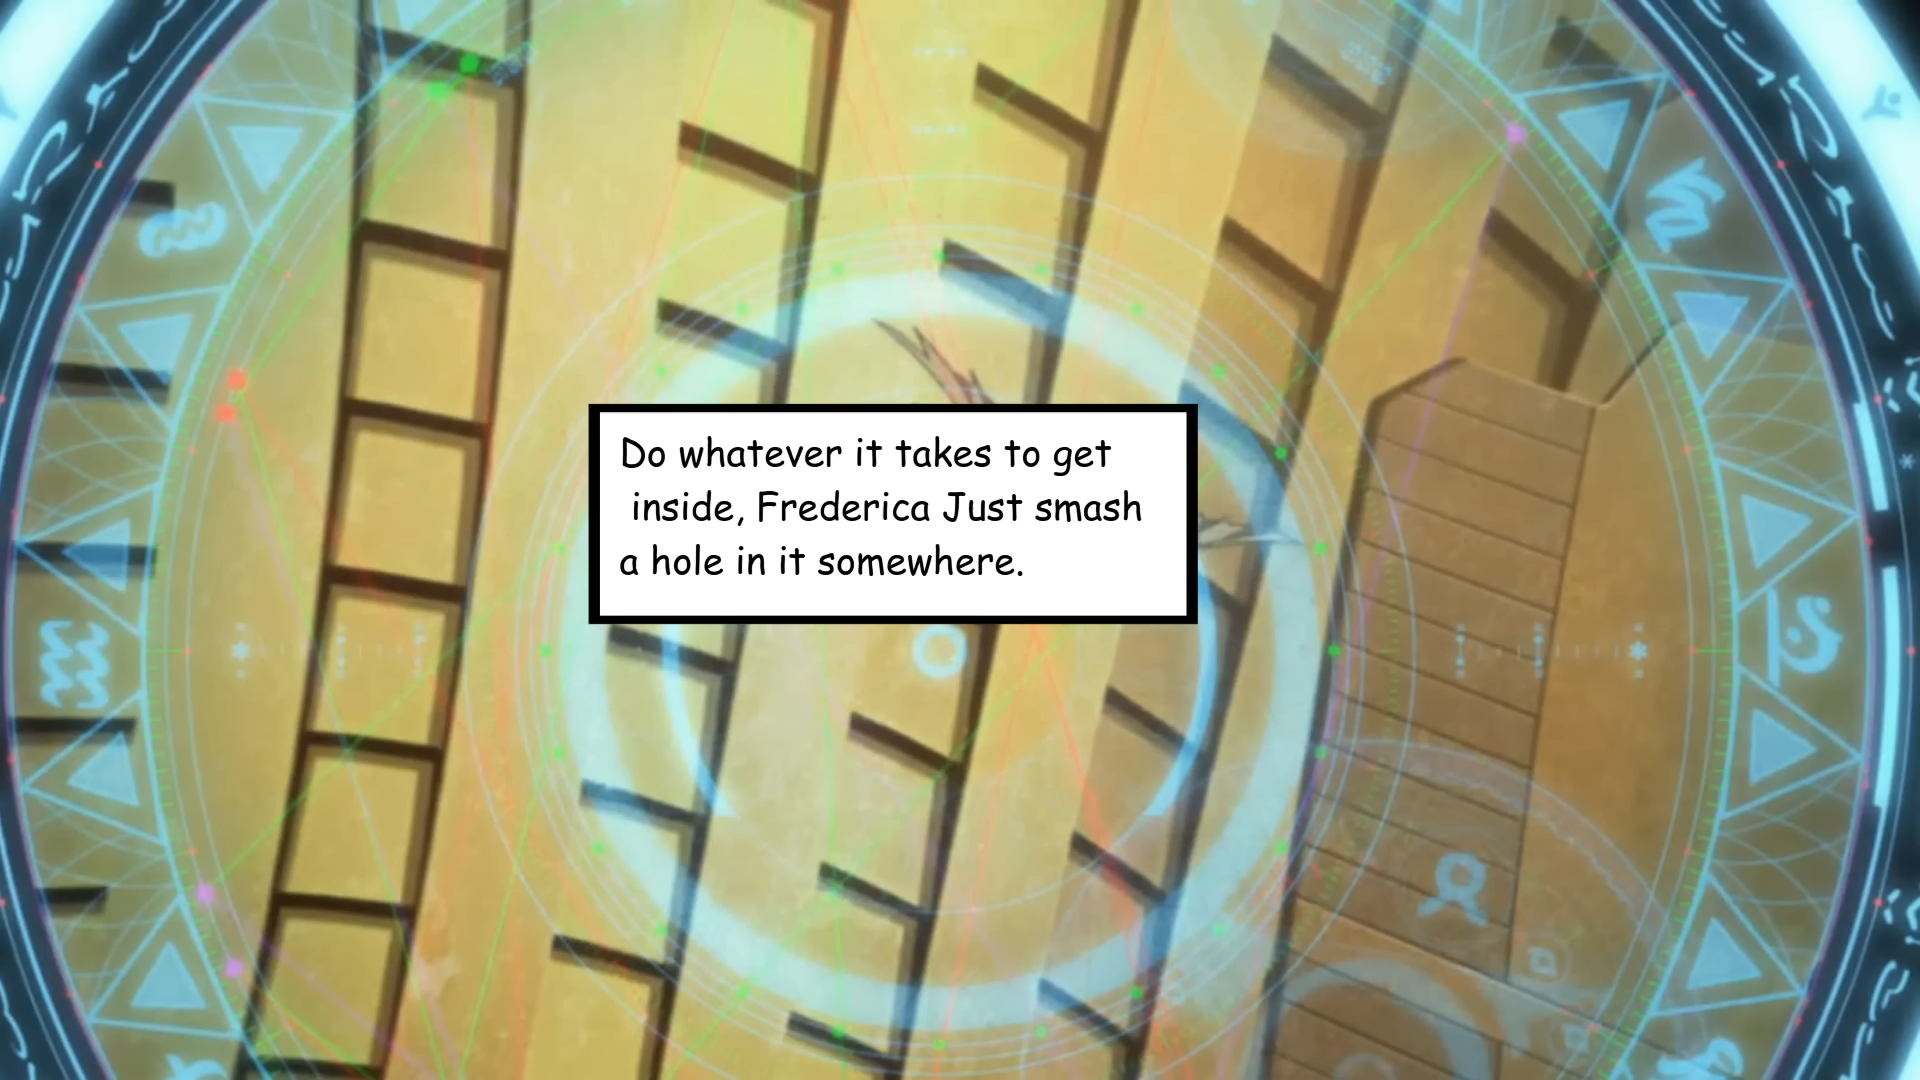 Do whatever it takes to get
inside, Frederica Just smash
a hole in it somewhere.